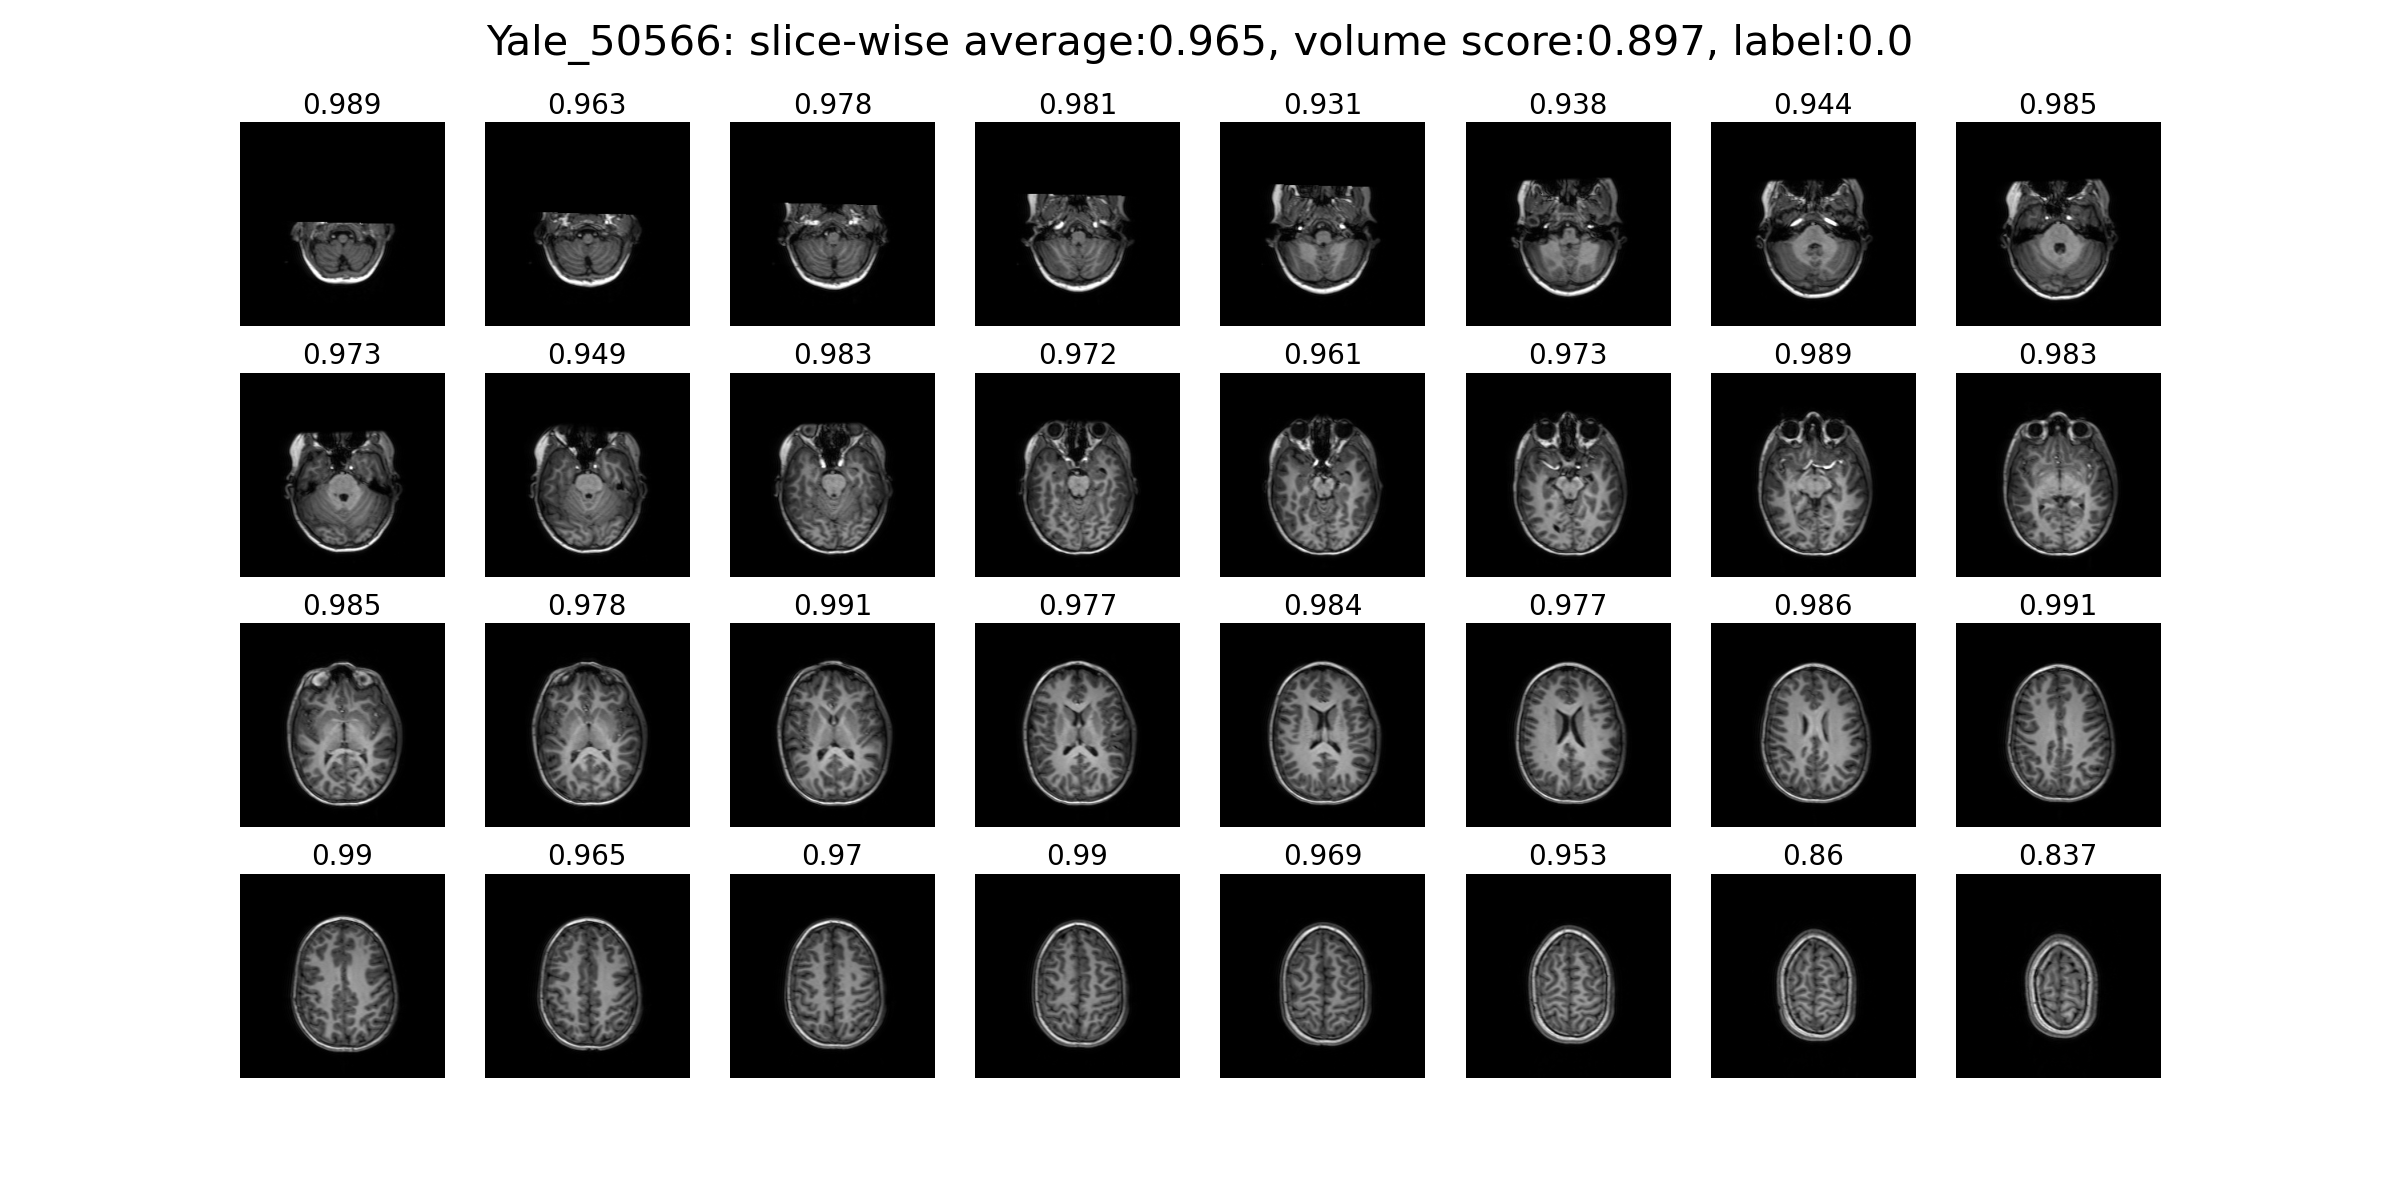 Yale_50566: slice-wise average:0.965, volume score:0.897, label:0.0
0.989 0.963 0.978 0.981 0.931 0.938 0.944 0.985
0.973 0.949 0.983 0.972 0.961 0.973 0.989 0.983
0.985 0.978 0.991 0.977 0.984 0.977 0.986 0.991
0.99 0.965 0.97 0.99 0.969 0.953 0.86 0.837